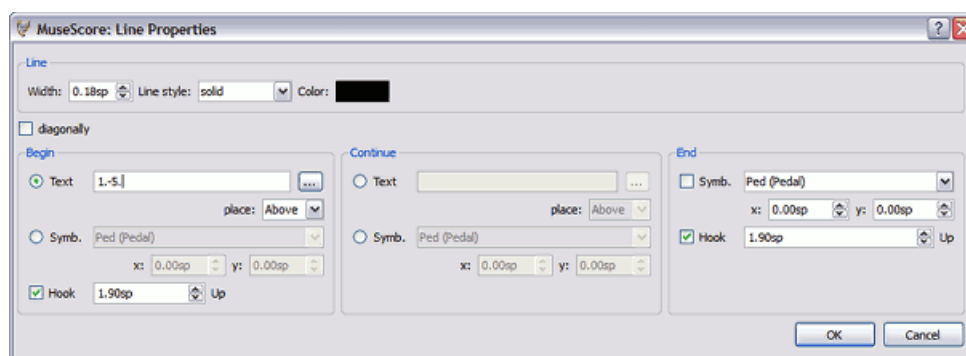 MuseScore: Line Properties
Line
Width: 0.18sp Line style: solid Color:
diagonally
Begin
Text 1.-5.
...
place: Above
Symb. Ped (Pedal)
x: 0.00sp y: 0.00sp
Hook 1.90sp Up
Continue
Text
...
place: Above
Symb. Ped (Pedal)
x: 0.00sp y: 0.00sp
End
Symb. Ped (Pedal)
x: 0.00sp y: 0.00sp
Hook 1.90sp Up
OK Cancel